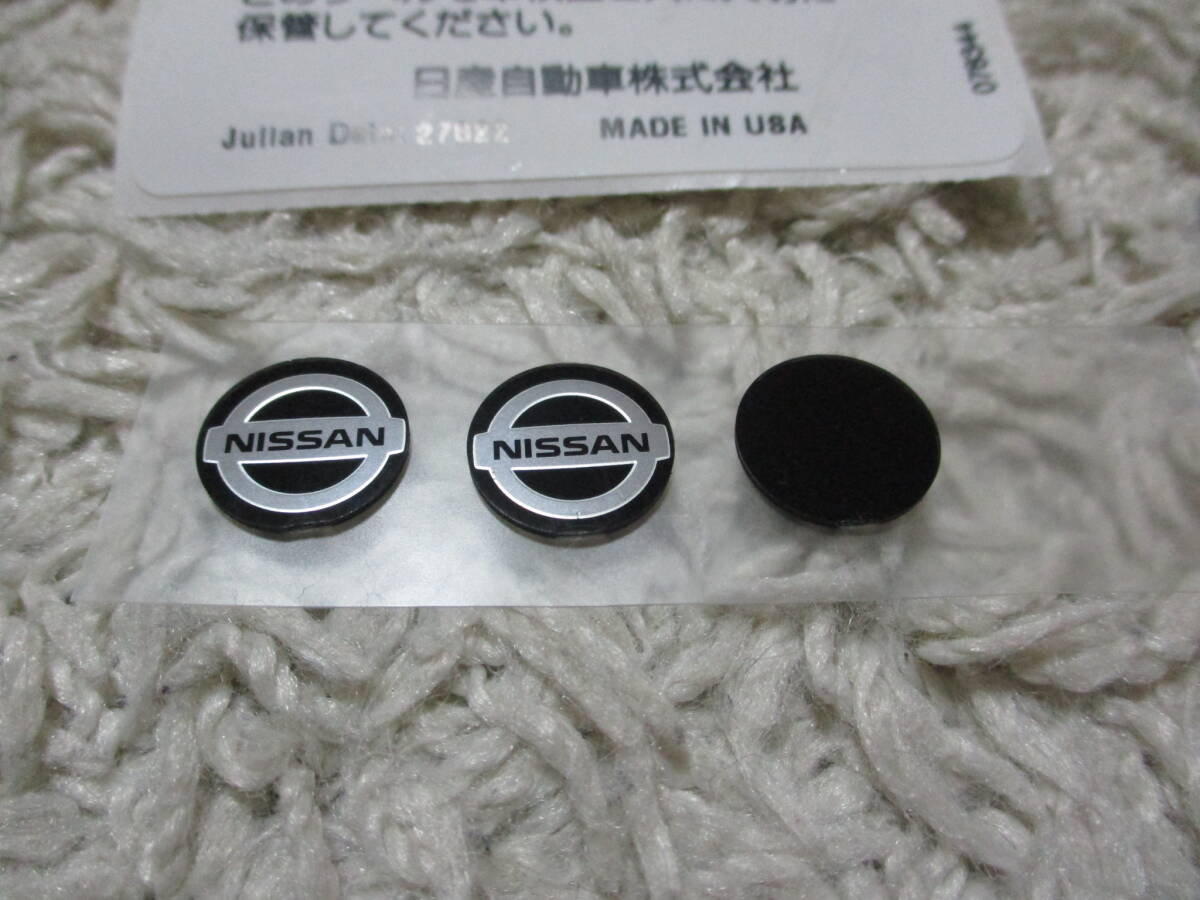 保管してください。
日産自動車株式会社
Julian Date: 27822
MADE IN USA
NISSAN
NISSAN